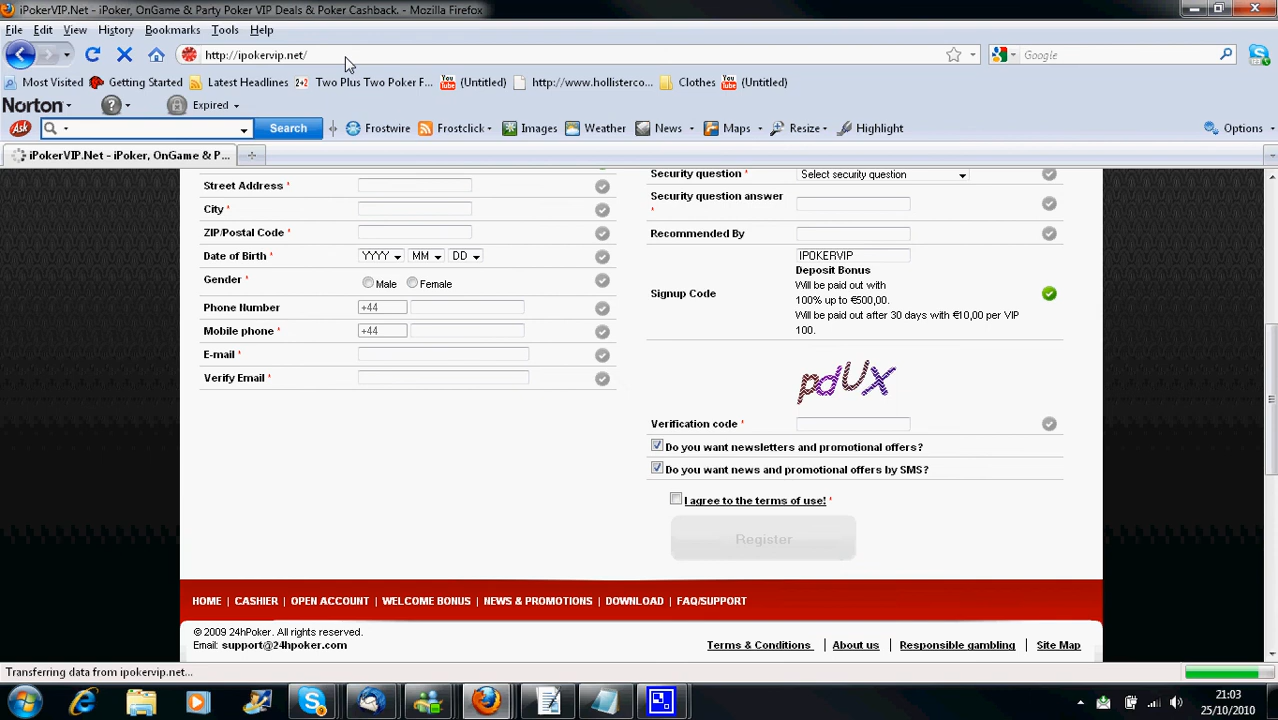 iPokerVIP.Net - iPoker, OnGame & Party Poker VIP Deals & Poker Cashback. - Mozilla Firefox
File Edit View History Bookmarks Tools Help
http://ipokervip.net/
Google
Most Visited Getting Started Latest Headlines Two Plus Two Poker F... (Untitled) http://www.hollisterco... Clothes (Untitled)
Norton Expired
Ask Search Frostwire Frostclick Images Weather News Maps Resize Highlight Options
iPokerVIP.Net - iPoker, OnGame & P...
Street Address *
City *
ZIP/Postal Code *
Date of Birth * YYYY MM DD
Gender * Male Female
Phone Number +44
Mobile phone * +44
E-mail *
Verify Email *
Security question * Select security question
Security question answer
*
Recommended By
IPOKERVIP
Signup Code
Deposit Bonus
Will be paid out with
100% up to €500,00.
Will be paid out after 30 days with €10,00 per VIP
100.
pdUX
Verification code *
Do you want newsletters and promotional offers?
Do you want news and promotional offers by SMS?
I agree to the terms of use! *
Register
HOME | CASHIER | OPEN ACCOUNT | WELCOME BONUS | NEWS & PROMOTIONS | DOWNLOAD | FAQ/SUPPORT
© 2009 24hPoker. All rights reserved.
Email: support@24hpoker.com
Terms & Conditions | About us | Responsible gambling | Site Map
Transferring data from ipokervip.net...
21:03
25/10/2010